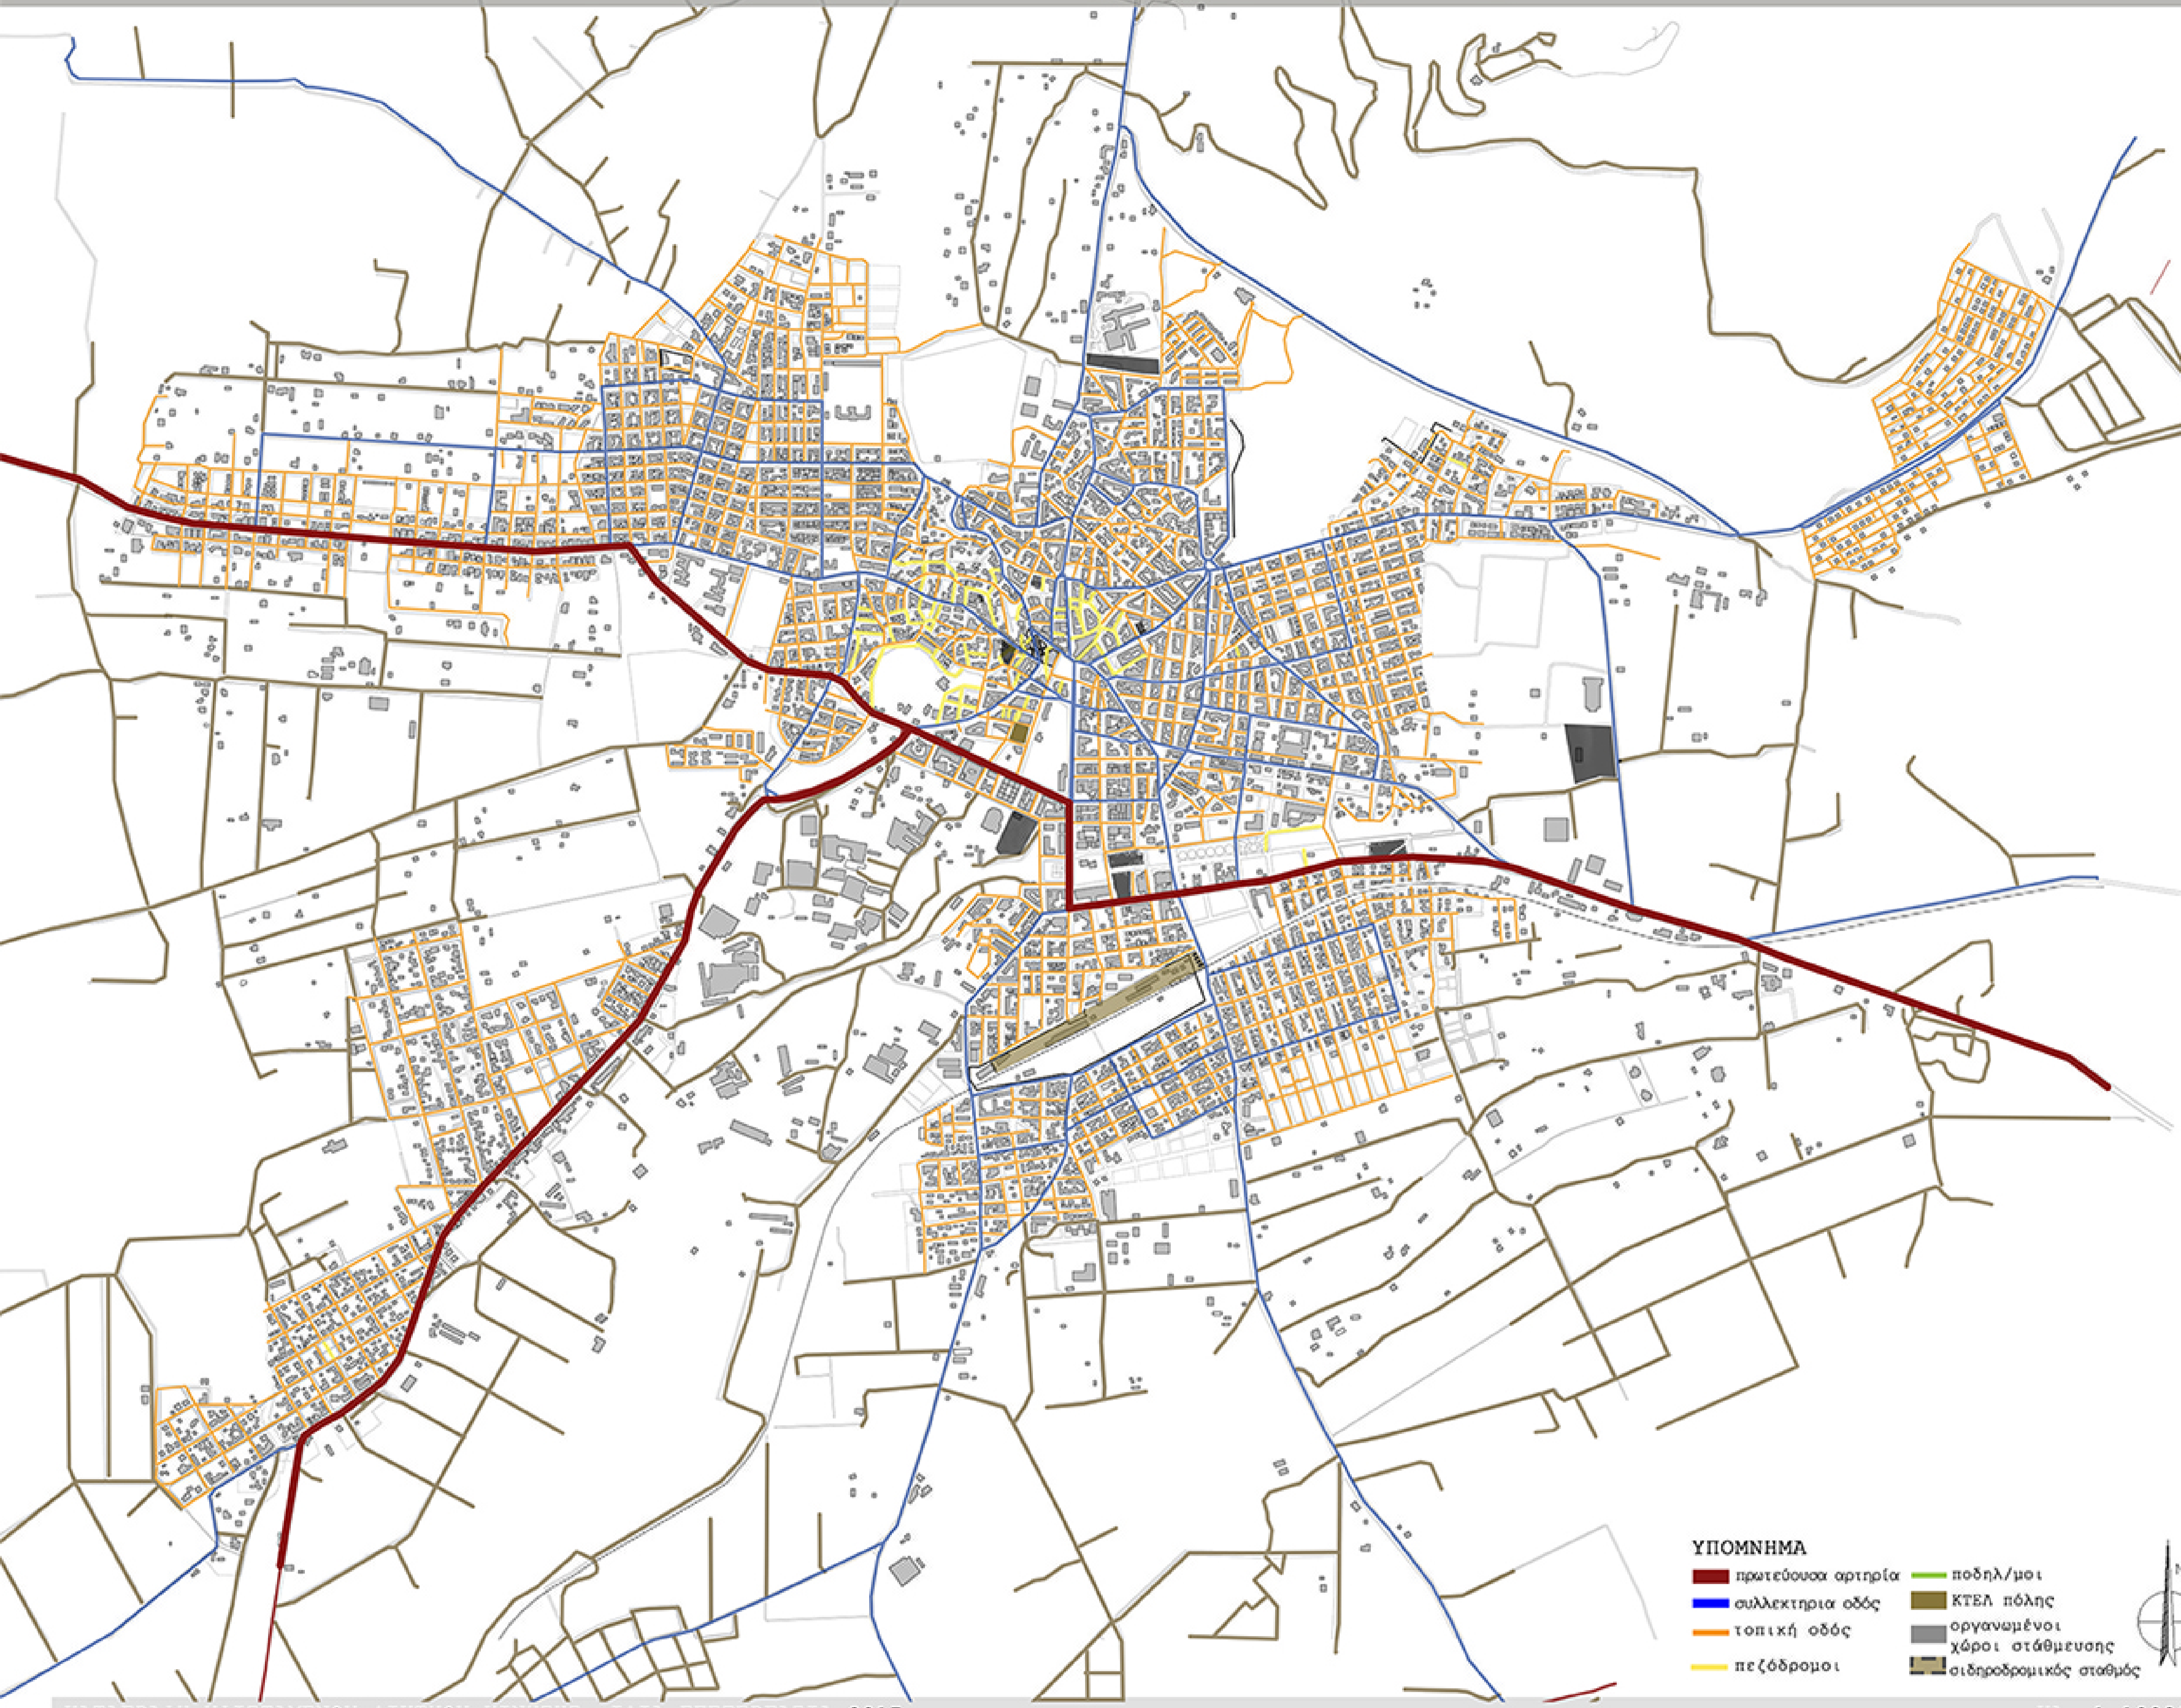 ΥΠΟΜΝΗΜΑ
πρωτεύουσα αρτηρία
συλλεκτηρια οδός
τοπική οδός
πεζόδρομοι
ποδηλ/μοι
ΚΤΕΛ πόλης
οργανωμένοι
χώροι στάθμευσης
σιδηροδρομικός σταθμός